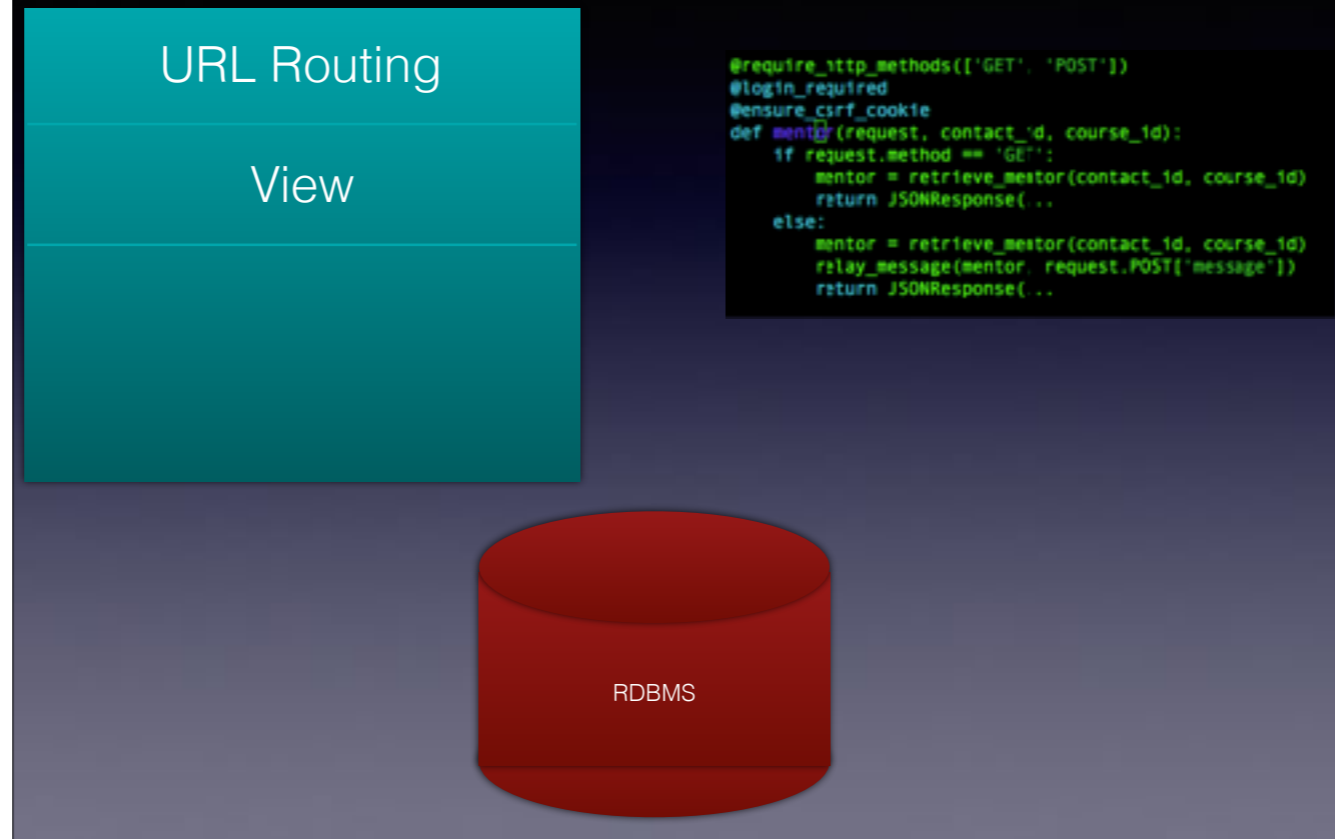 URL Routing
View
@require_http_methods(['GET', 'POST'])
@login_required
@ensure_csrf_cookie
def mentor(request, contact_id, course_id):
    if request.method == 'GET':
        mentor = retrieve_mentor(contact_id, course_id)
        return JSONResponse(...
    else:
        mentor = retrieve_mentor(contact_id, course_id)
        relay_message(mentor, request.POST['message'])
        return JSONResponse(...
RDBMS